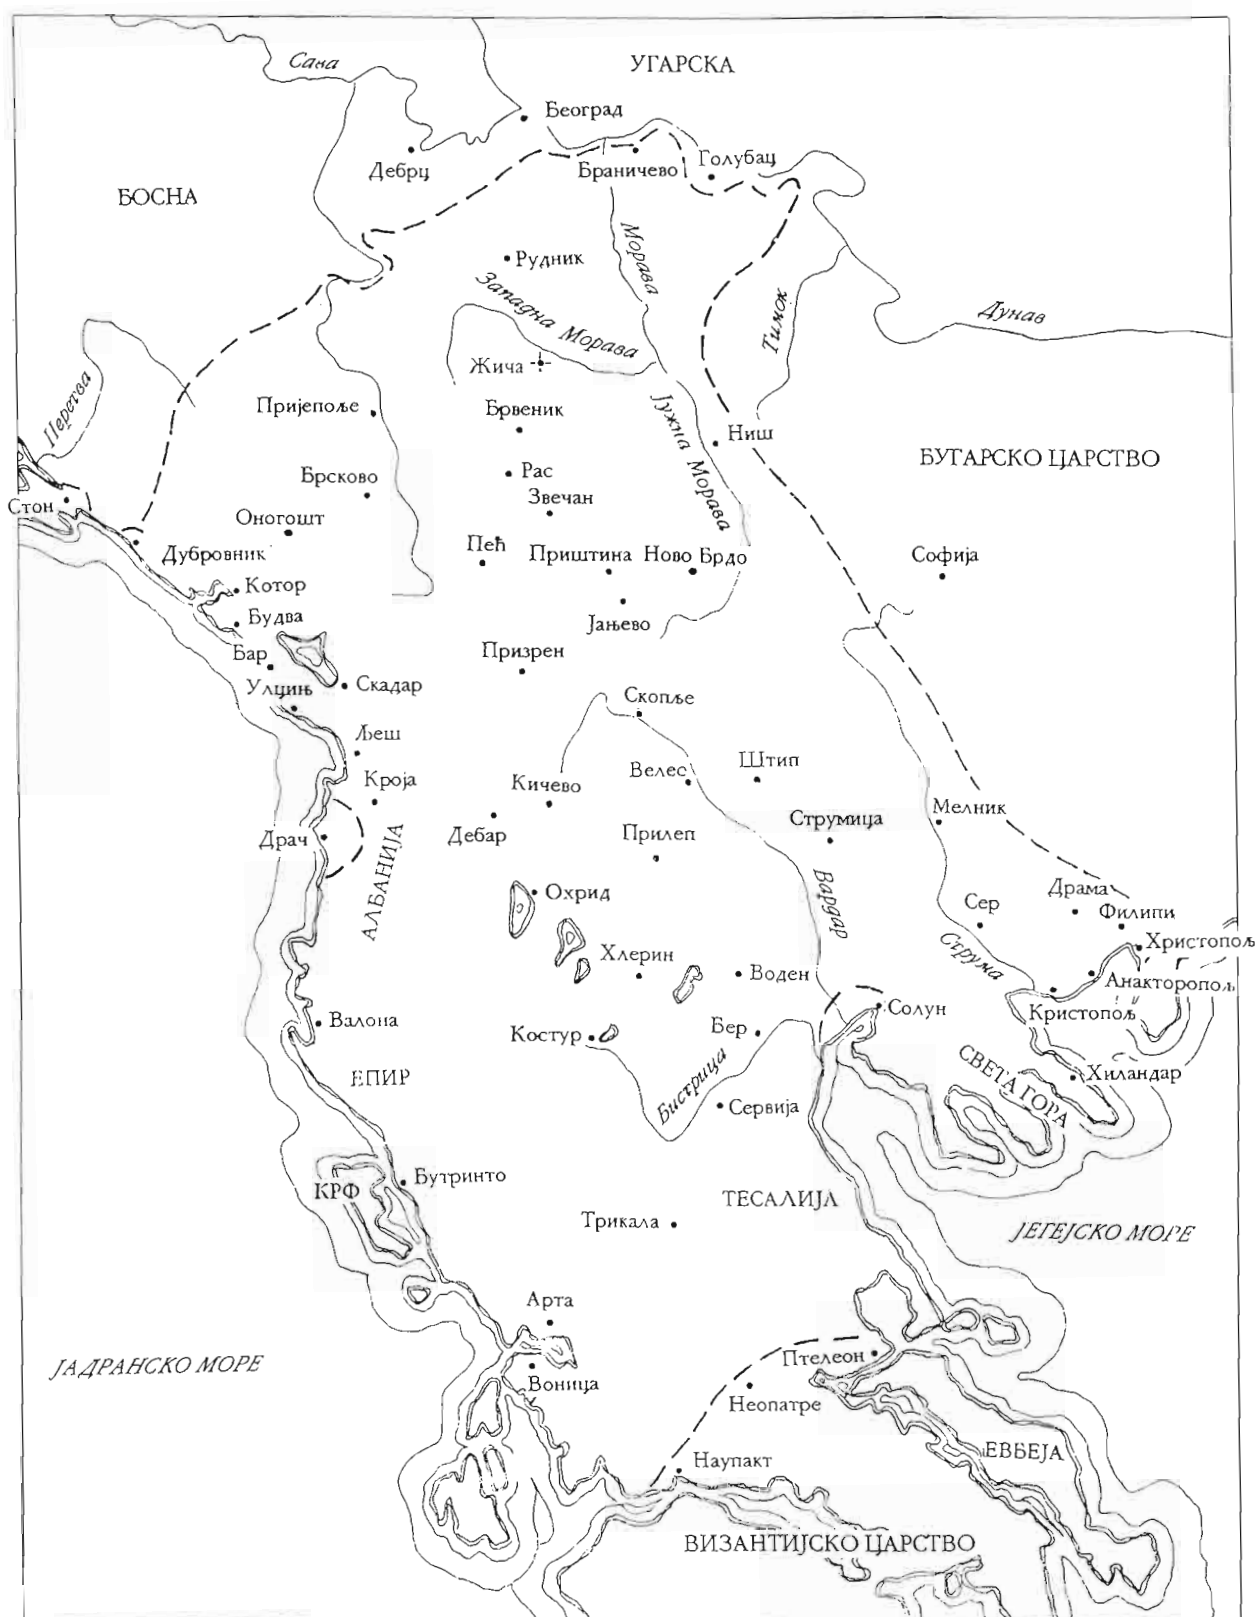 Сава
УГАРСКА
Београд
Дебрц
Браничево
Голубац
БОСНА
Морава
Рудник
Западна Морава
Тимок
Дунав
Жича
Неретва
Пријепоље
Брвеник
Јужна Морава
Ниш
БУГАРСКО ЦАРСТВО
Брсково
Рас
Звечан
Стон
Оногошт
Дубровник
Пећ
Приштина
Ново Брдо
Софија
Котор
Будва
Јањево
Бар
Призрен
Улцињ
Скадар
Скопље
Љеш
Велес
Штип
Кроја
Кичево
Мелник
Драч
Дебар
Прилеп
Струмица
АЛБАНИЈА
Охрид
Вардар
Драма
Сер
Филипи
Христопољ
Струма
Хлерин
Воден
Анакторопољ
Кристопољ
Солун
Валона
Костур
Бер
ЕПИР
Бистрица
СВЕТА ГОРА
Хиландар
Сервија
КРФ
Бутринто
ТЕСАЛИЈА
Трикала
ЈЕГЕЈСКО МОРЕ
Арта
ЈАДРАНСКО МОРЕ
Птелеон
Воница
Неопатре
ЕВБЕЈА
Наупакт
ВИЗАНТИЈСКО ЦАРСТВО